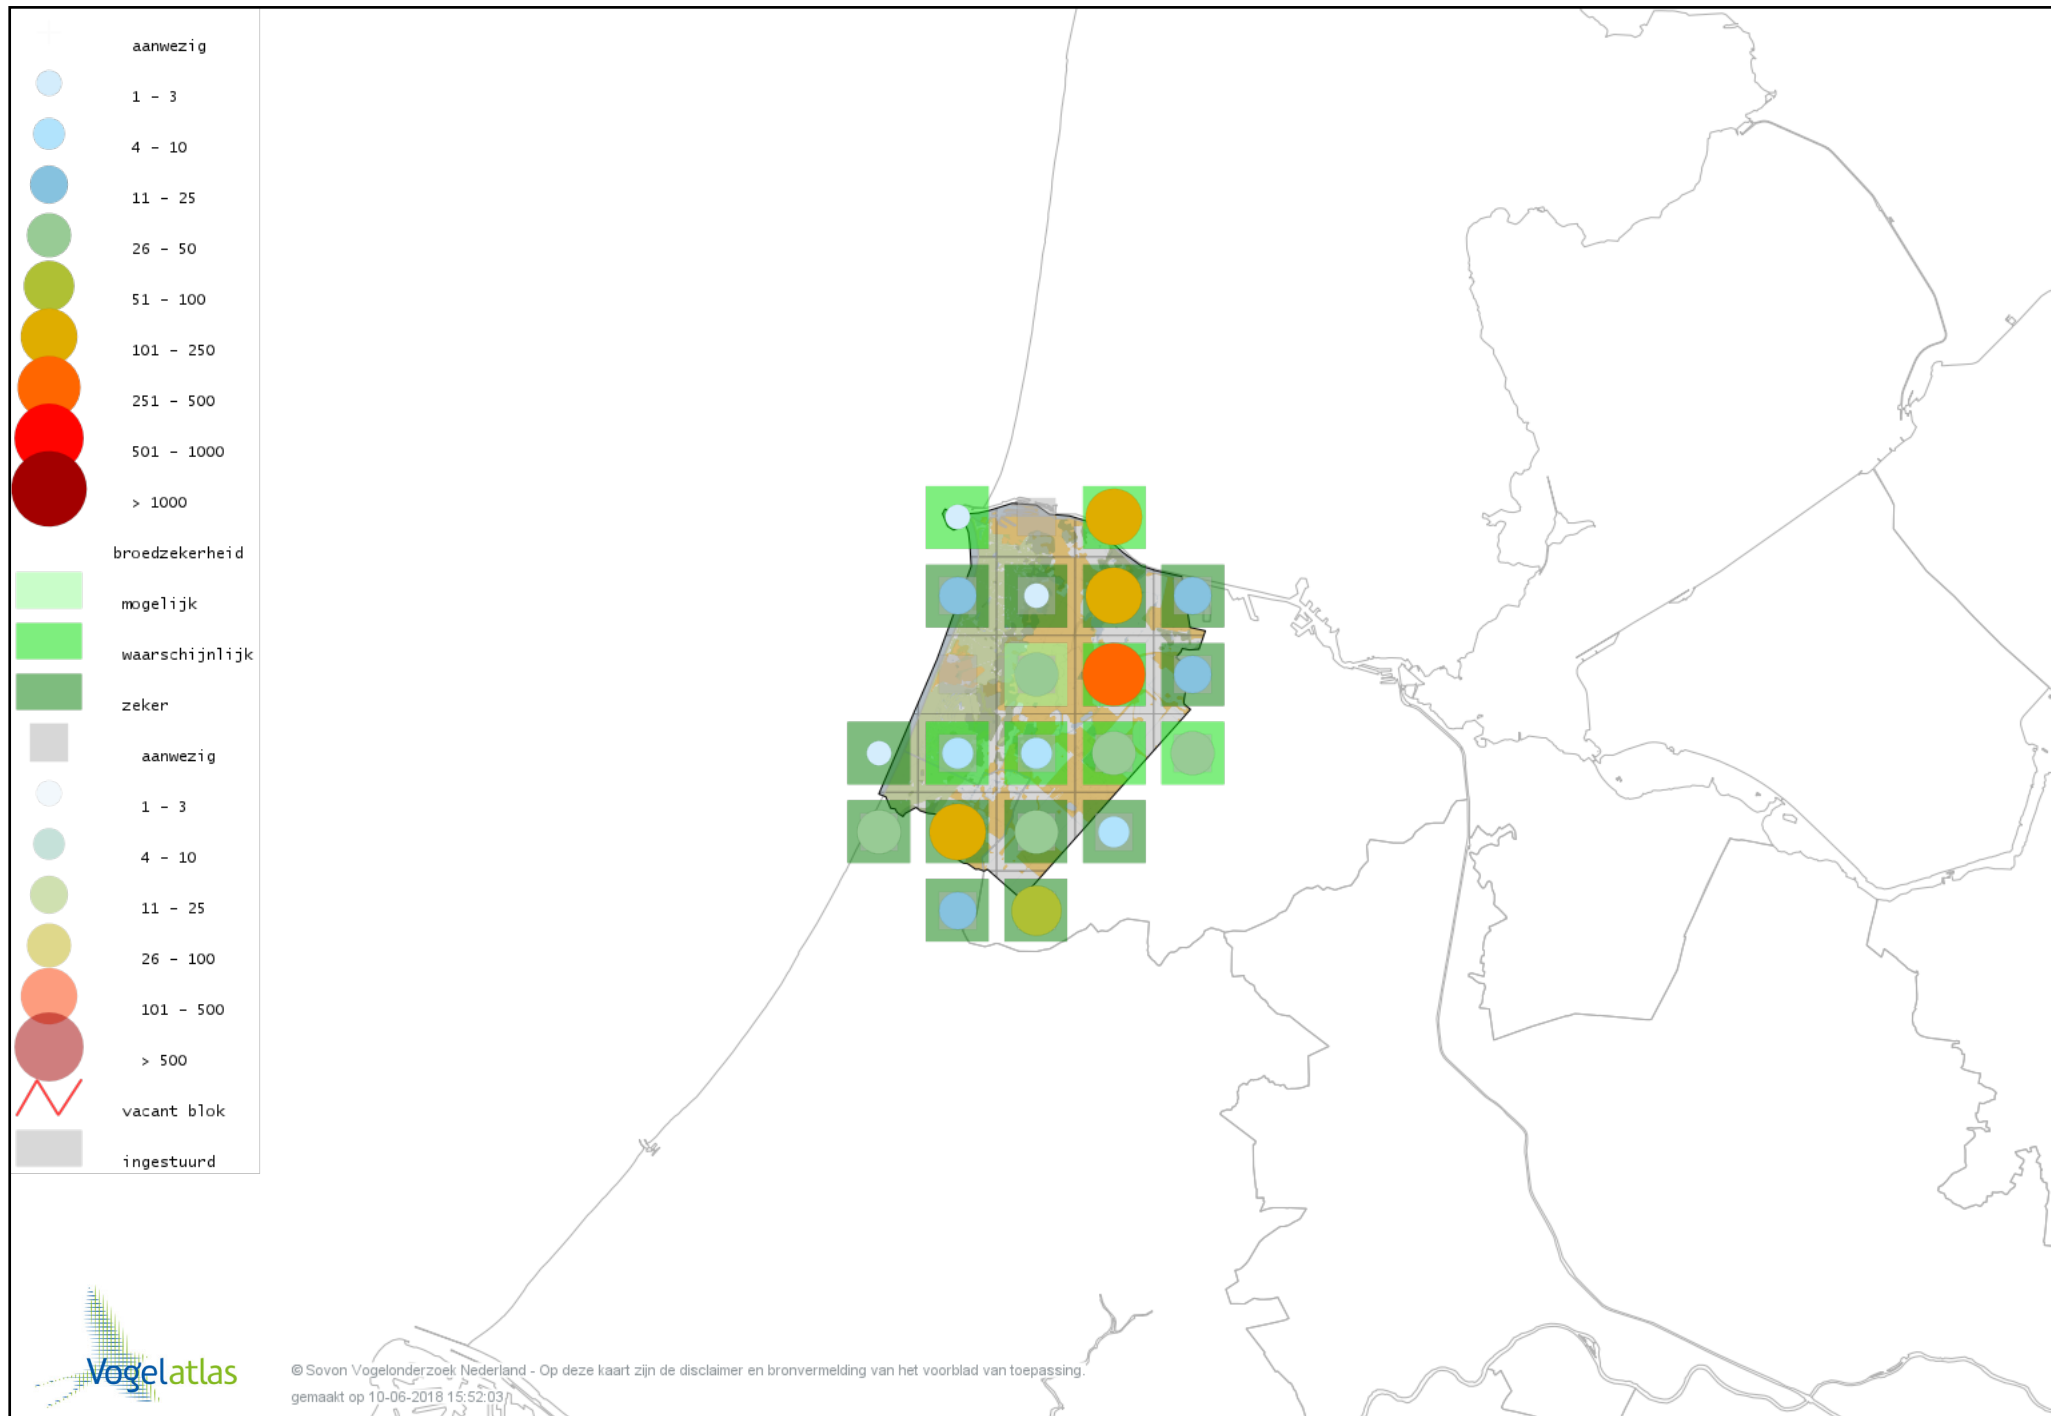 aanwezig
1 - 3
4 - 10
11 - 25
26 - 50
51 - 100
101 - 250
251 - 500
501 - 1000
> 1000
broedzekerheid
mogelijk
waarschijnlijk
zeker
aanwezig
1 - 3
4 - 10
11 - 25
26 - 100
101 - 500
> 500
vacant blok
ingestuurd
Vogelatlas
© Sovon Vogelonderzoek Nederland - Op deze kaart zijn de disclaimer en bronvermelding van het voorblad van toepassing.
gemaakt op 10-06-2018 15:52:03